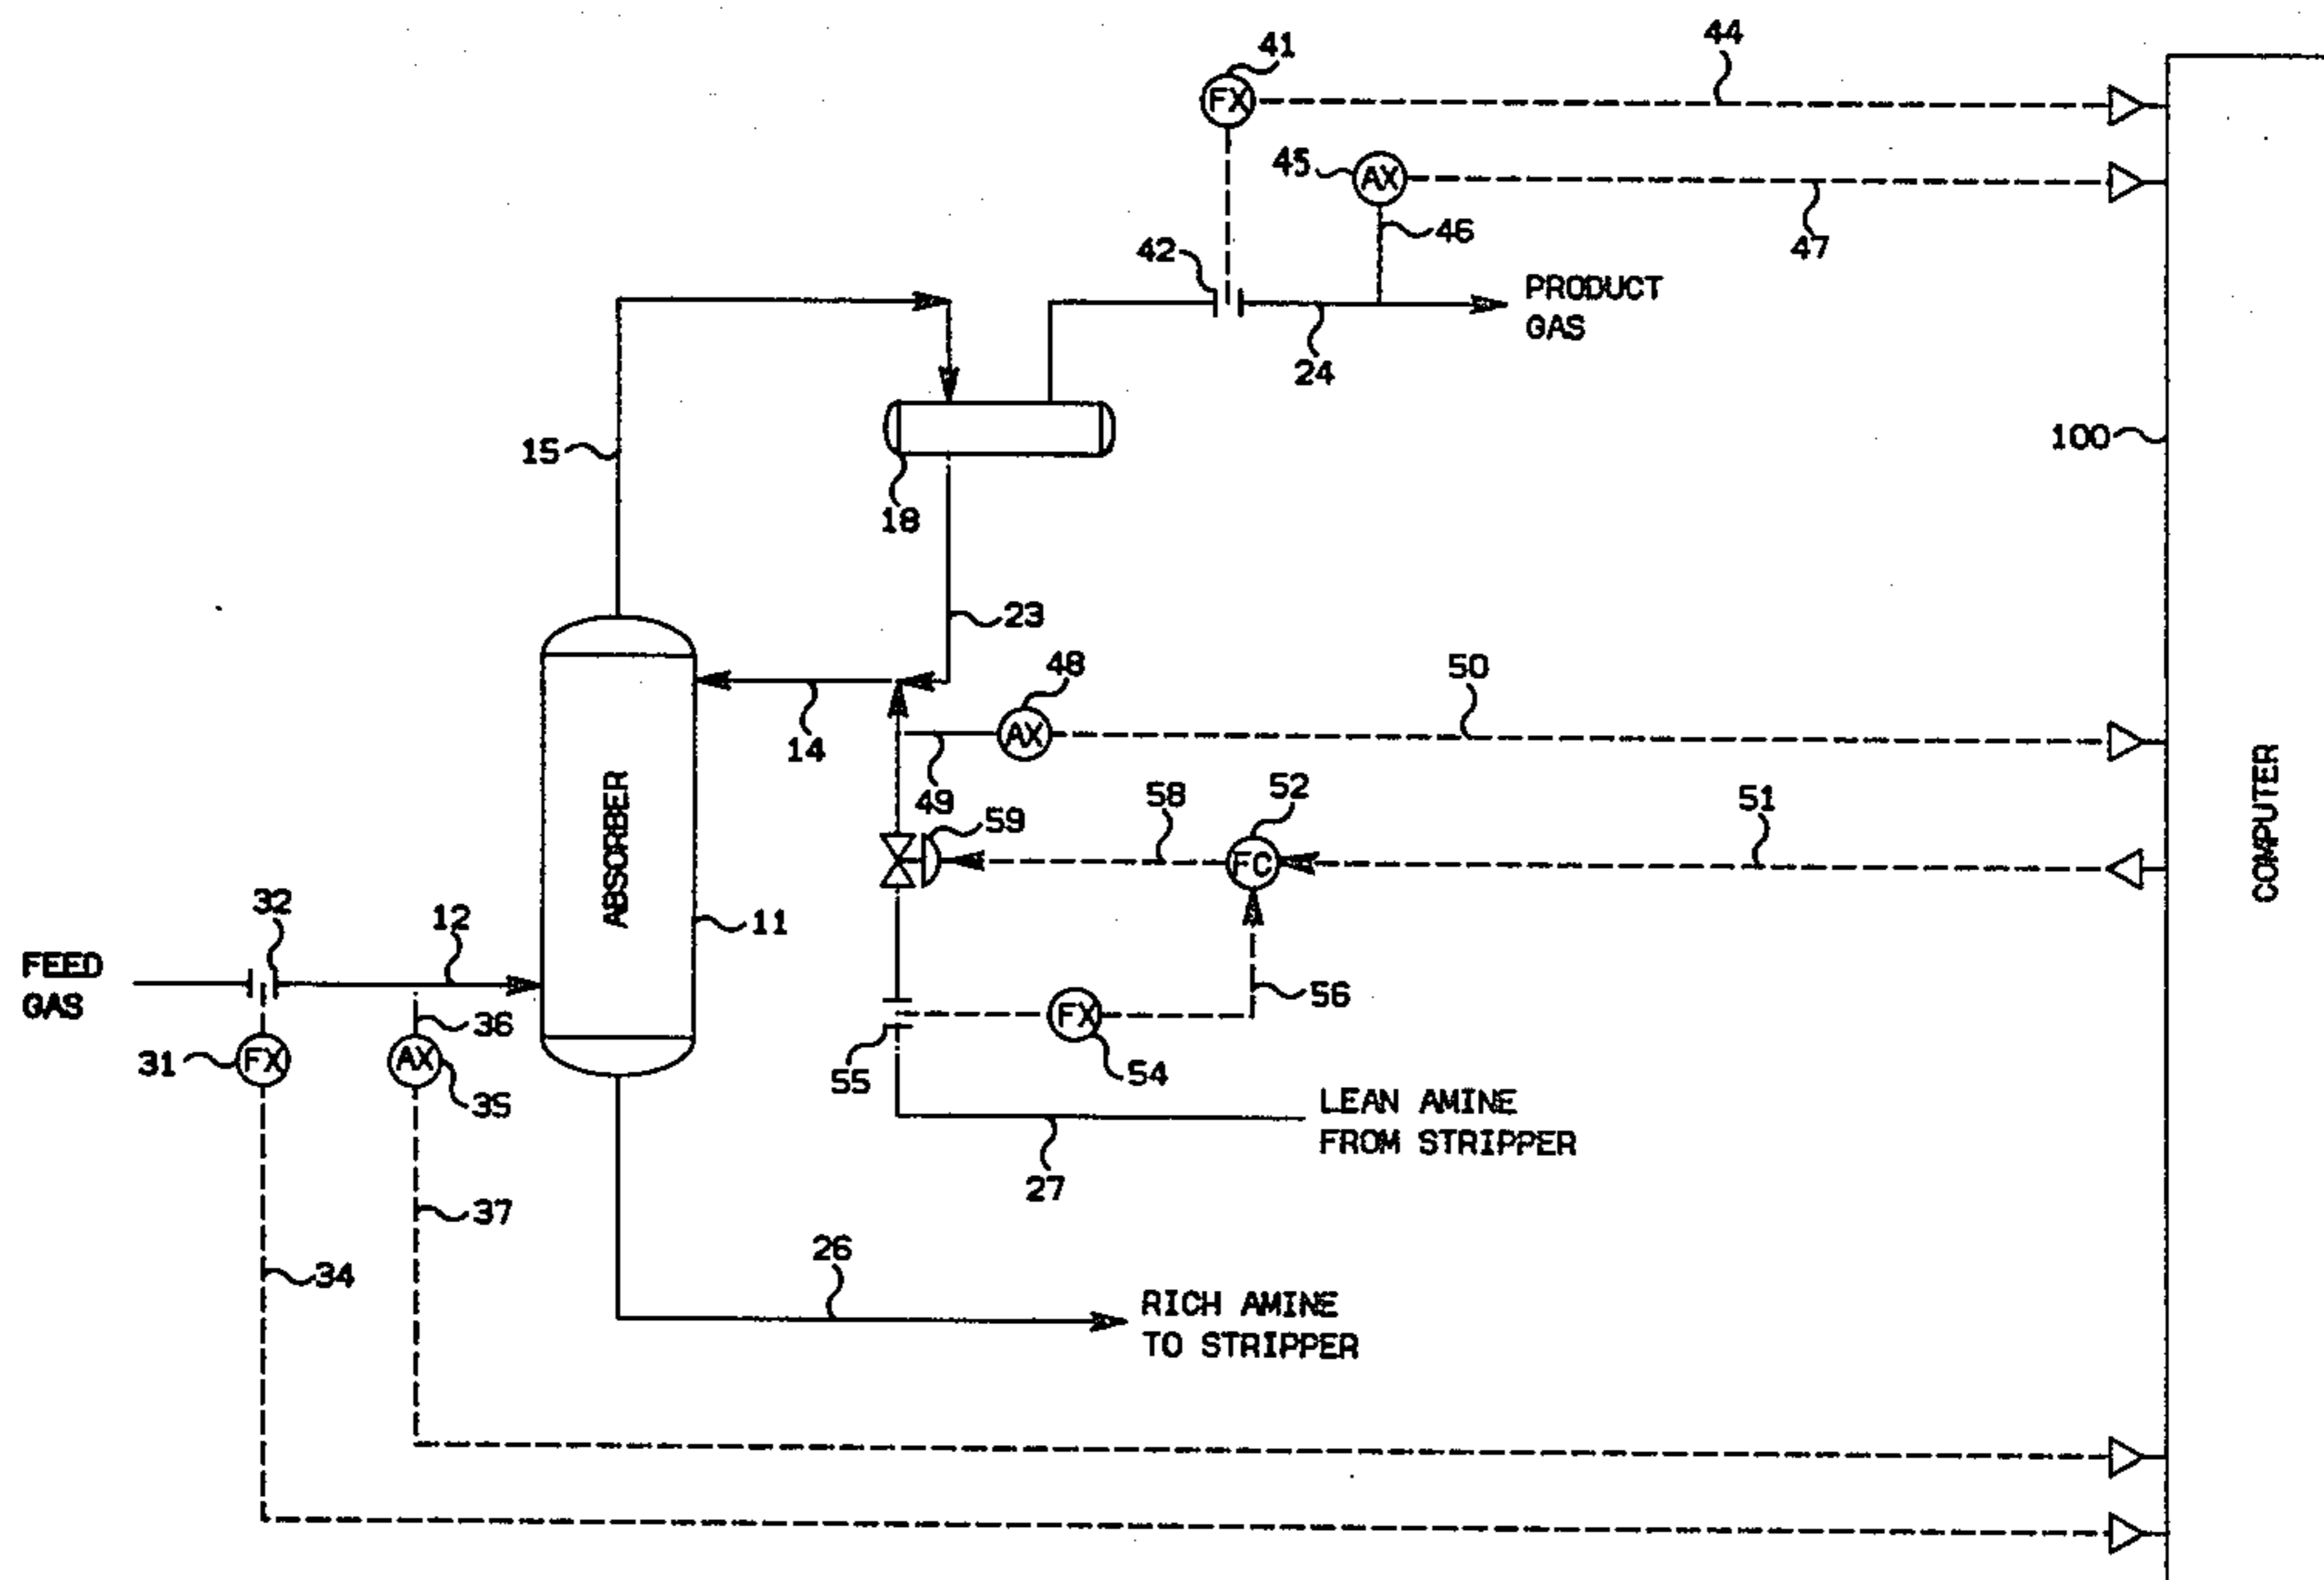 44
41
FX
45
AX
47
42
46
PRODUCT
GAS
24
15
100
18
23
48
50
14
AX
49
59
58
52
51
FC
ABSORBER
COMPUTER
32
12
11
FEED
GAS
36
31
FX
AX
35
56
FX
55
54
LEAN AMINE
FROM STRIPPER
27
37
26
34
RICH AMINE
TO STRIPPER